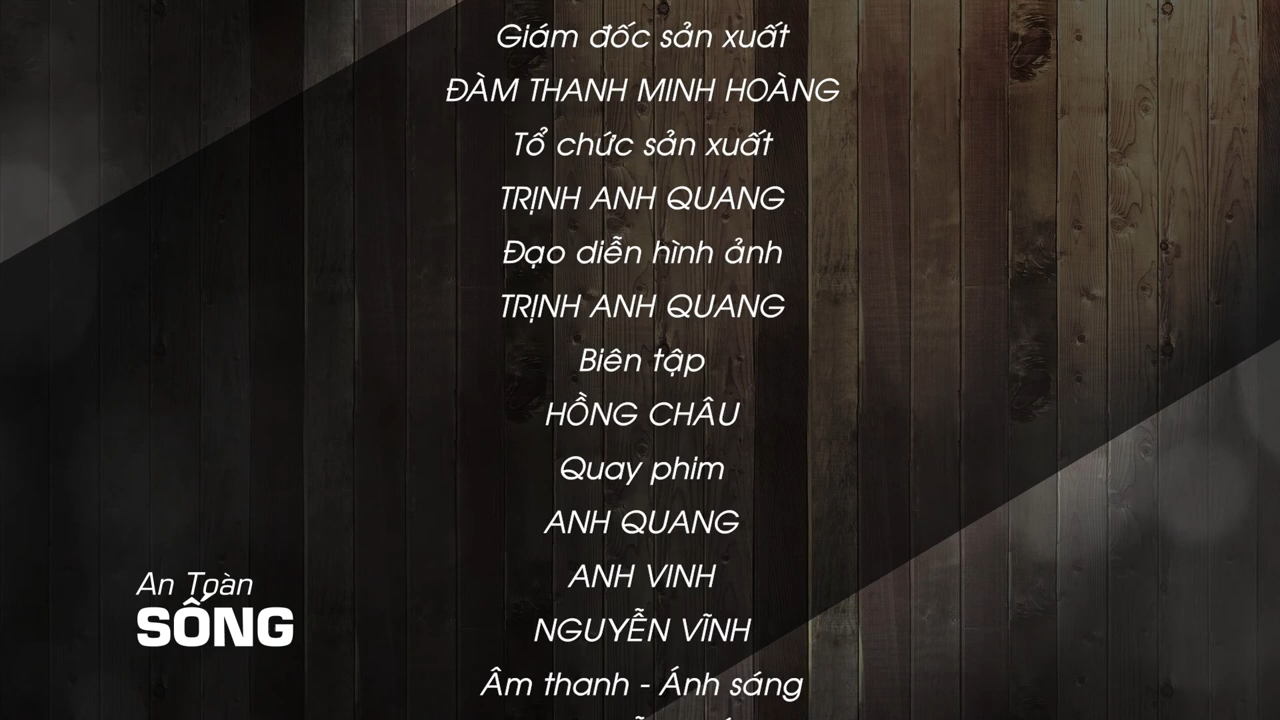 Giám đốc sản xuất
ĐÀM THANH MINH HOÀNG
Tổ chức sản xuất
TRỊNH ANH QUANG
Đạo diễn hình ảnh
TRỊNH ANH QUANG
Biên tập
HỒNG CHÂU
Quay phim
ANH QUANG
ANH VINH
NGUYỄN VĨNH
Âm thanh - Ánh sáng
An Toàn
SỐNG